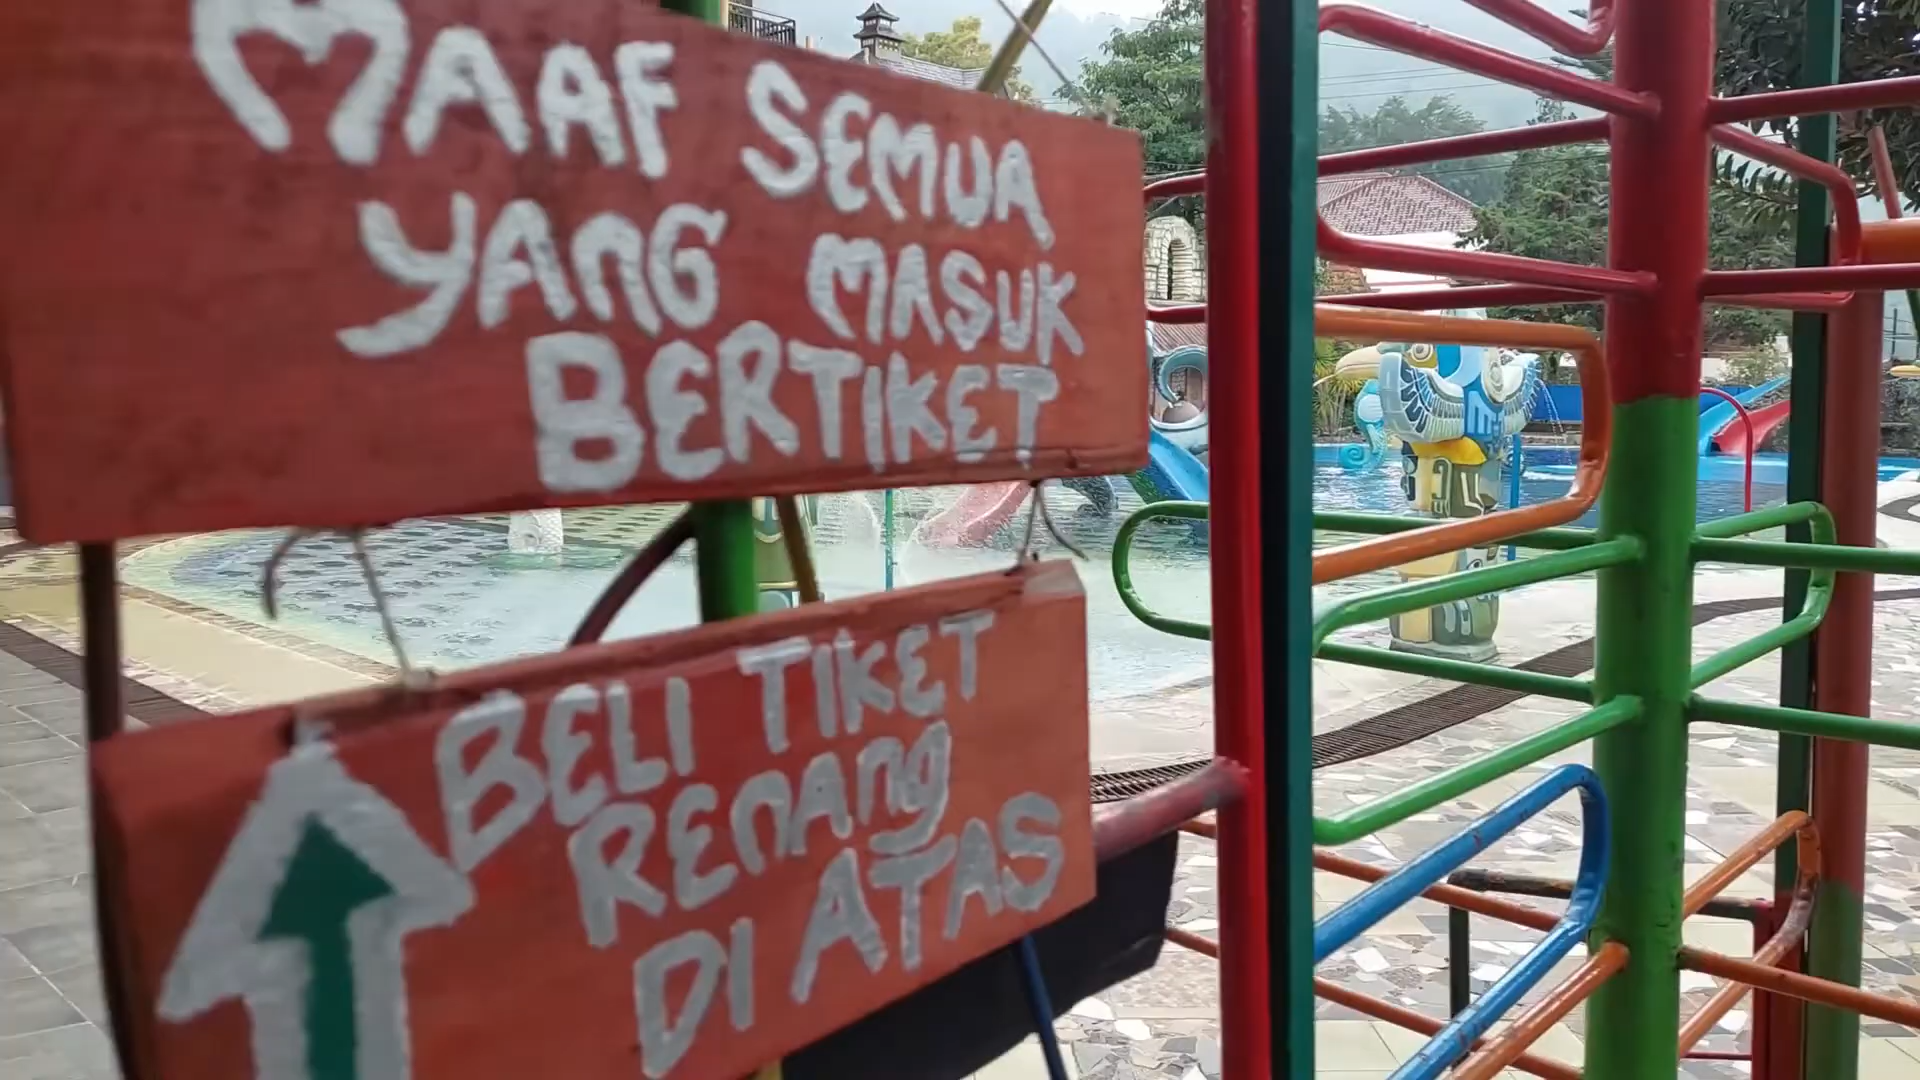 MAAF SEMUA
YANG MASUK
BERTIKET
BELI TIKET
RENANG
DI ATAS